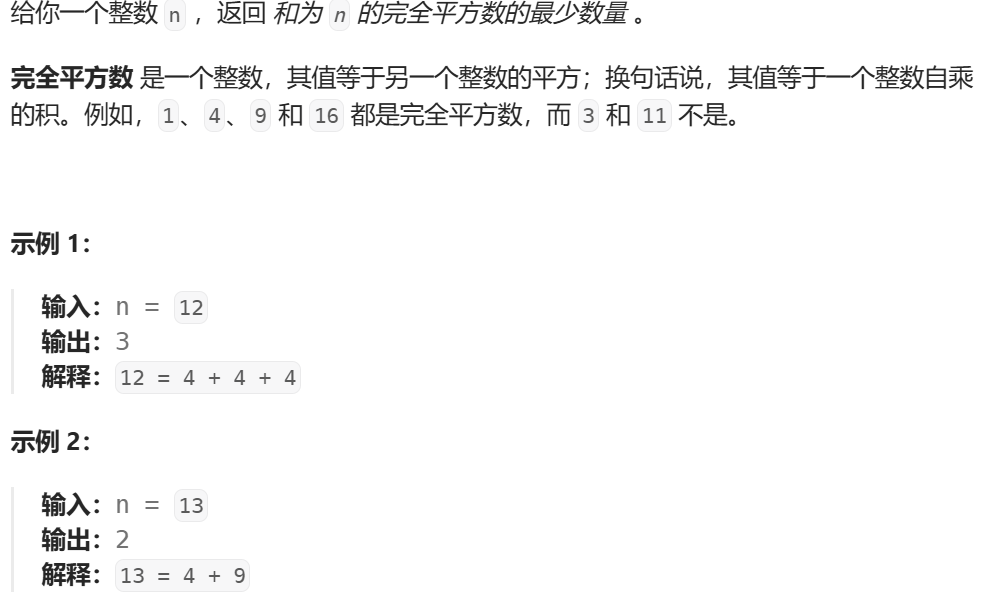 给你一个整数 n ，返回 和为 n 的完全平方数的最少数量 。
完全平方数 是一个整数，其值等于另一个整数的平方；换句话说，其值等于一个整数自乘
的积。例如，1、4、9 和 16 都是完全平方数，而 3 和 11 不是。
示例 1：
输入：n = 12
输出：3
解释：12 = 4 + 4 + 4
示例 2：
输入：n = 13
输出：2
解释：13 = 4 + 9